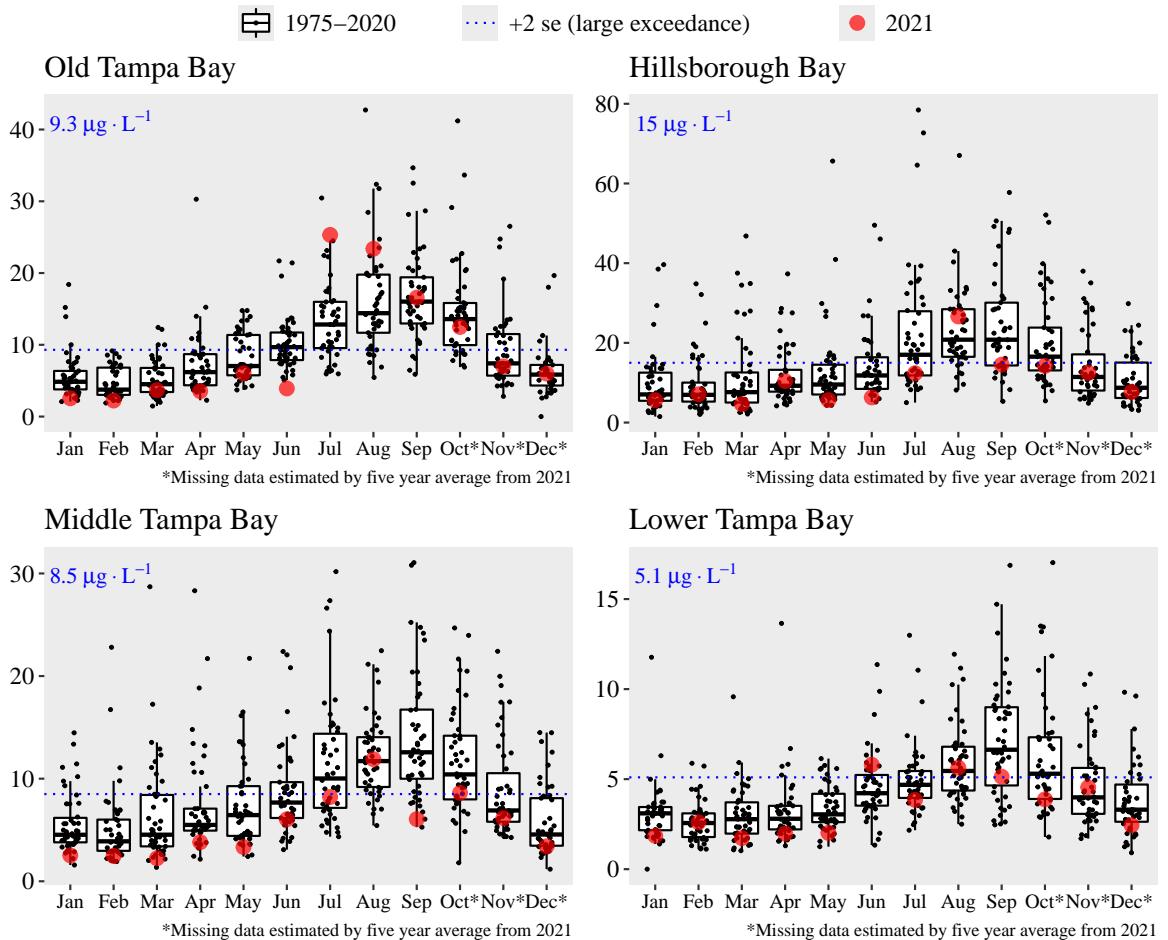 1975–2020 +2 se (large exceedance) 2021
Old Tampa Bay
9.3 μg · L⁻¹
40
30
20
10
0
Jan Feb Mar Apr May Jun Jul Aug Sep Oct* Nov* Dec*
*Missing data estimated by five year average from 2021
Hillsborough Bay
15 μg · L⁻¹
80
60
40
20
0
Jan Feb Mar Apr May Jun Jul Aug Sep Oct* Nov* Dec*
*Missing data estimated by five year average from 2021
Middle Tampa Bay
8.5 μg · L⁻¹
30
20
10
0
Jan Feb Mar Apr May Jun Jul Aug Sep Oct* Nov* Dec*
*Missing data estimated by five year average from 2021
Lower Tampa Bay
5.1 μg · L⁻¹
15
10
5
0
Jan Feb Mar Apr May Jun Jul Aug Sep Oct* Nov* Dec*
*Missing data estimated by five year average from 2021